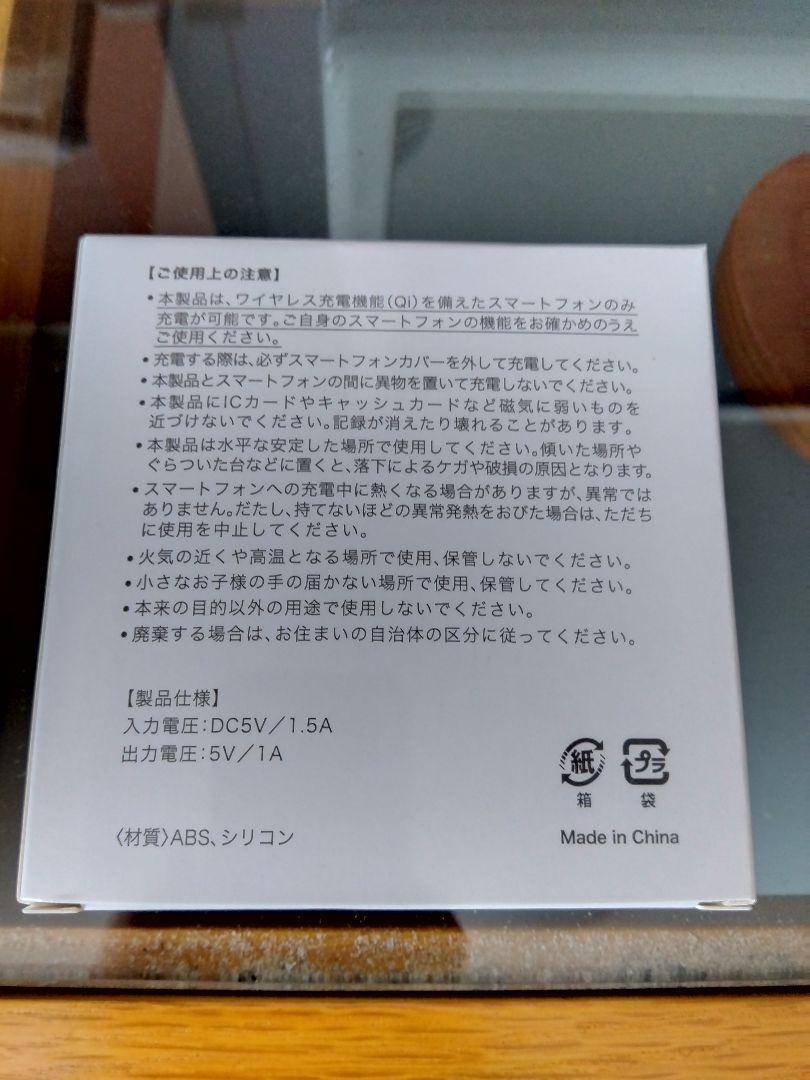 【ご使用上の注意】
・本製品は、ワイヤレス充電機能(Qi)を備えたスマートフォンのみ
充電が可能です。ご自身のスマートフォンの機能をお確かめのうえ
ご使用ください。
・充電する際は、必ずスマートフォンカバーを外して充電してください。
・本製品とスマートフォンの間に異物を置いて充電しないでください。
・本製品にICカードやキャッシュカードなど磁気に弱いものを
近づけないでください。記録が消えたり壊れることがあります。
・本製品は水平な安定した場所で使用してください。傾いた場所や
ぐらついた台などに置くと、落下によるケガや破損の原因となります。
・スマートフォンへの充電中に熱くなる場合がありますが、異常では
ありません。だたし、持てないほどの異常発熱をおびた場合は、ただち
に使用を中止してください。
・火気の近くや高温となる場所で使用、保管しないでください。
・小さなお子様の手の届かない場所で使用、保管してください。
・本来の目的以外の用途で使用しないでください。
・廃棄する場合は、お住まいの自治体の区分に従ってください。
【製品仕様】
入力電圧:DC5V/1.5A
出力電圧:5V/1A
紙 プラ
箱 袋
〈材質〉ABS、シリコン
Made in China